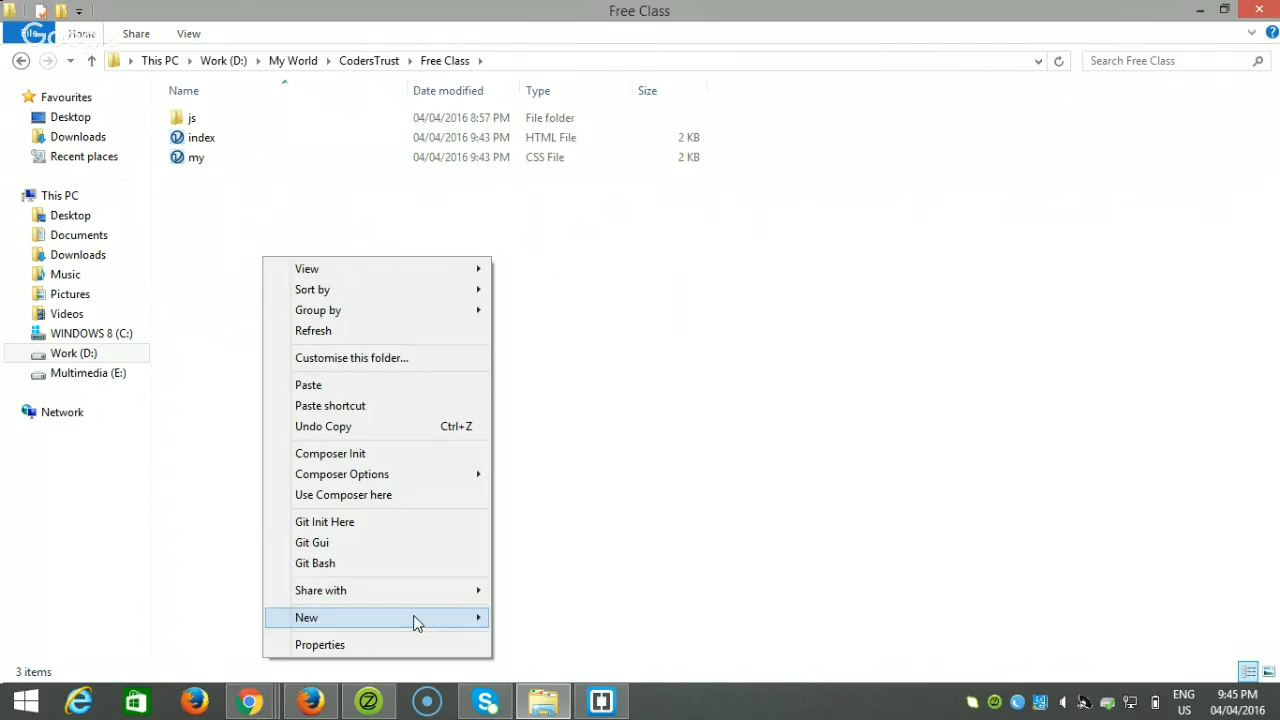 Free Class
File Home Share View
This PC Work (D:) My World CodersTrust Free Class Search Free Class
Name Date modified Type Size
js 04/04/2016 8:57 PM File folder
index 04/04/2016 9:43 PM HTML File 2 KB
my 04/04/2016 9:43 PM CSS File 2 KB
Favourites
Desktop
Downloads
Recent places
This PC
Desktop
Documents
Downloads
Music
Pictures
Videos
WINDOWS 8 (C:)
Work (D:)
Multimedia (E:)
Network
View
Sort by
Group by
Refresh
Customise this folder...
Paste
Paste shortcut
Undo Copy Ctrl+Z
Composer Init
Composer Options
Use Composer here
Git Init Here
Git Gui
Git Bash
Share with
New
Properties
3 items
ENG 9:45 PM
US 04/04/2016